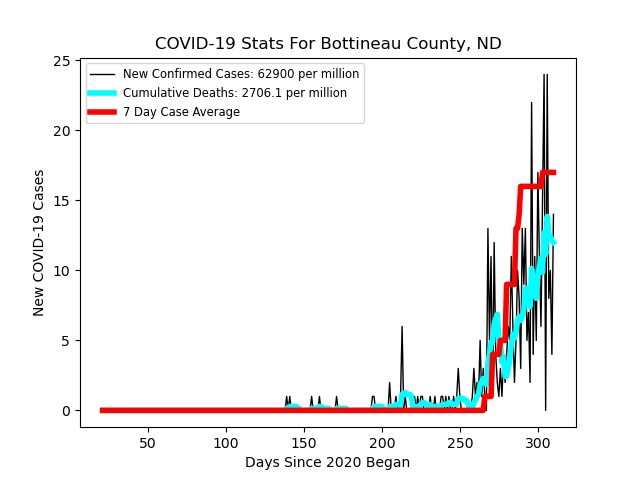 COVID-19 Stats For Bottineau County, ND
New Confirmed Cases: 62900 per million
Cumulative Deaths: 2706.1 per million
7 Day Case Average
25
20
15
10
5
0
New COVID-19 Cases
50 100 150 200 250 300
Days Since 2020 Began